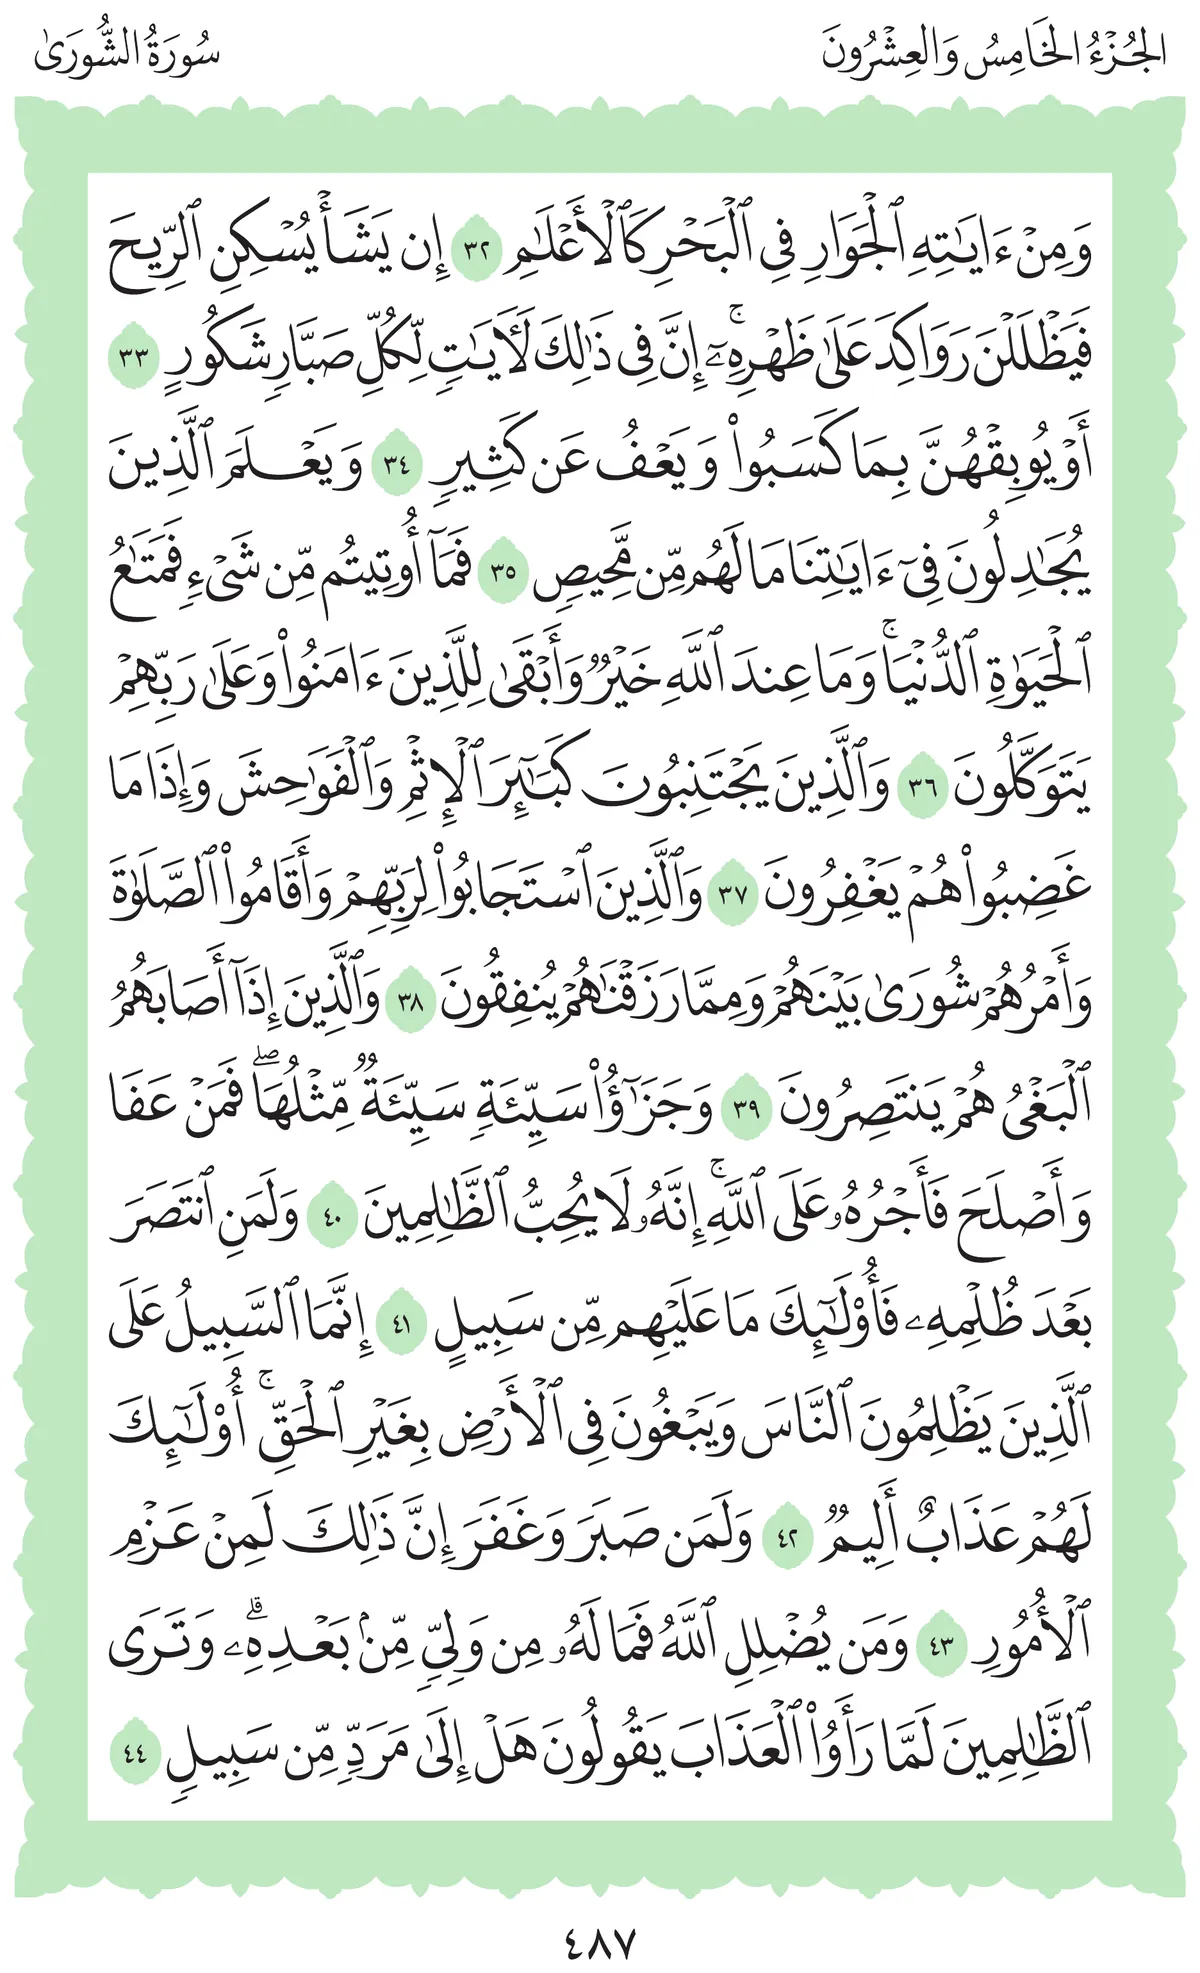 الجُزْءُ الخَامِسُ وَالعِشْرُونَ
سُورَةُ الشُّورَىٰ
وَمِنْ ءَايَـٰتِهِ ٱلْجَوَارِ فِى ٱلْبَحْرِ كَٱلْأَعْلَـٰمِ ٣٢ إِن يَشَأْ يُسْكِنِ ٱلرِّيحَ
فَيَظْلَلْنَ رَوَاكِدَ عَلَىٰ ظَهْرِهِۦٓ ۚ إِنَّ فِى ذَٰلِكَ لَـَٔايَـٰتٍ لِّكُلِّ صَبَّارٍ شَكُورٍ ٣٣
أَوْ يُوبِقْهُنَّ بِمَا كَسَبُوا۟ وَيَعْفُ عَن كَثِيرٍ ٣٤ وَيَعْلَمَ ٱلَّذِينَ
يُجَـٰدِلُونَ فِىٓ ءَايَـٰتِنَا مَا لَهُم مِّن مَّحِيصٍ ٣٥ فَمَآ أُوتِيتُم مِّن شَىْءٍ فَمَتَـٰعُ
ٱلْحَيَوٰةِ ٱلدُّنْيَا ۚ وَمَا عِندَ ٱللَّهِ خَيْرٌ وَأَبْقَىٰ لِلَّذِينَ ءَامَنُوا۟ وَعَلَىٰ رَبِّهِمْ
يَتَوَكَّلُونَ ٣٦ وَٱلَّذِينَ يَجْتَنِبُونَ كَبَـٰٓئِرَ ٱلْإِثْمِ وَٱلْفَوَٰحِشَ وَإِذَا مَا
غَضِبُوا۟ هُمْ يَغْفِرُونَ ٣٧ وَٱلَّذِينَ ٱسْتَجَابُوا۟ لِرَبِّهِمْ وَأَقَامُوا۟ ٱلصَّلَوٰةَ
وَأَمْرُهُمْ شُورَىٰ بَيْنَهُمْ وَمِمَّا رَزَقْنَـٰهُمْ يُنفِقُونَ ٣٨ وَٱلَّذِينَ إِذَآ أَصَابَهُمُ
ٱلْبَغْىُ هُمْ يَنتَصِرُونَ ٣٩ وَجَزَٰٓؤُا۟ سَيِّئَةٍ سَيِّئَةٌ مِّثْلُهَا ۖ فَمَنْ عَفَا
وَأَصْلَحَ فَأَجْرُهُۥ عَلَى ٱللَّهِ ۚ إِنَّهُۥ لَا يُحِبُّ ٱلظَّـٰلِمِينَ ٤٠ وَلَمَنِ ٱنتَصَرَ
بَعْدَ ظُلْمِهِۦ فَأُو۟لَـٰٓئِكَ مَا عَلَيْهِم مِّن سَبِيلٍ ٤١ إِنَّمَا ٱلسَّبِيلُ عَلَى
ٱلَّذِينَ يَظْلِمُونَ ٱلنَّاسَ وَيَبْغُونَ فِى ٱلْأَرْضِ بِغَيْرِ ٱلْحَقِّ ۚ أُو۟لَـٰٓئِكَ
لَهُمْ عَذَابٌ أَلِيمٌ ٤٢ وَلَمَن صَبَرَ وَغَفَرَ إِنَّ ذَٰلِكَ لَمِنْ عَزْمِ
ٱلْأُمُورِ ٤٣ وَمَن يُضْلِلِ ٱللَّهُ فَمَا لَهُۥ مِن وَلِىٍّ مِّنۢ بَعْدِهِۦ ۗ وَتَرَى
ٱلظَّـٰلِمِينَ لَمَّا رَأَوُا۟ ٱلْعَذَابَ يَقُولُونَ هَلْ إِلَىٰ مَرَدٍّ مِّن سَبِيلٍ ٤٤
٤٨٧